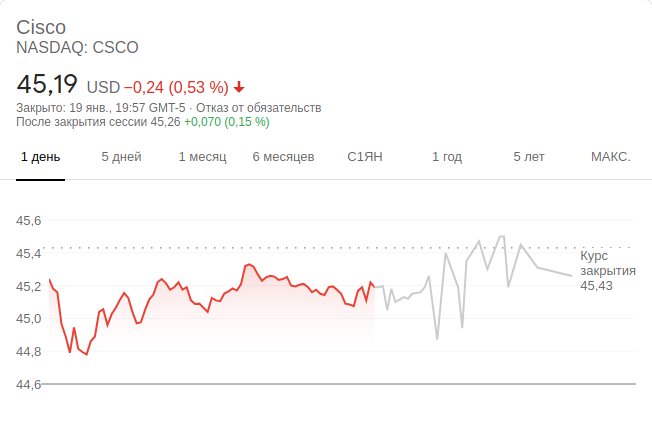 Cisco
NASDAQ: CSCO
45,19 USD −0,24 (0,53 %)
Закрыто: 19 янв., 19:57 GMT-5 · Отказ от обязательств
После закрытия сессии 45,26 +0,070 (0,15 %)
1 день 5 дней 1 месяц 6 месяцев С1ЯН 1 год 5 лет МАКС.
45,6
45,4
45,2
45,0
44,8
44,6
Курс
закрытия
45,43